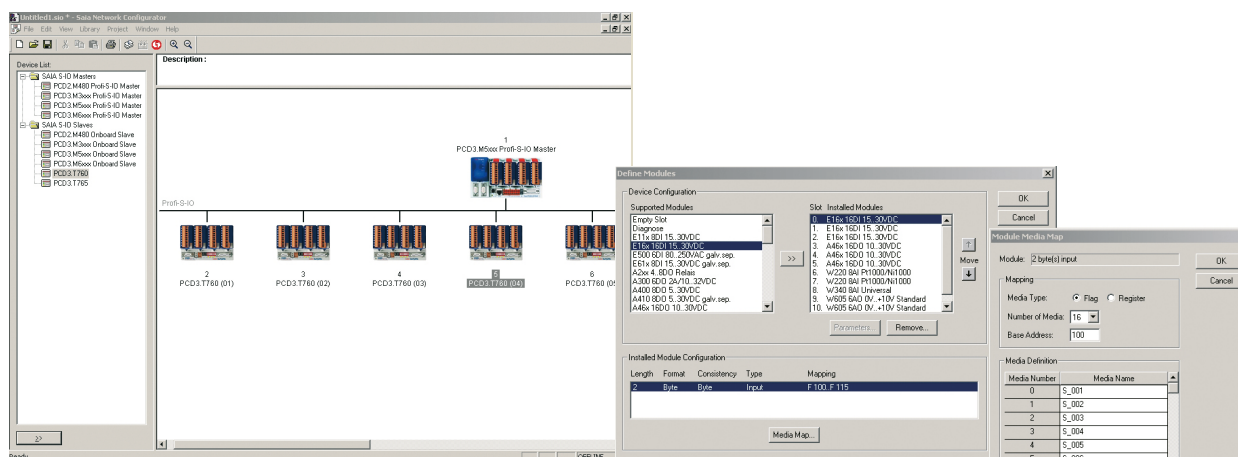 Untitled1.sio * - Saia Network Configurator
File Edit View Library Project Window Help
Device List:
SAIA S-IO Masters
PCD2.M480 Profi-S-IO Master
PCD3.M3xxx Profi-S-IO Master
PCD3.M5xxx Profi-S-IO Master
PCD3.M6xxx Profi-S-IO Master
SAIA S-IO Slaves
PCD2.M480 Onboard Slave
PCD3.M3xxx Onboard Slave
PCD3.M5xxx Onboard Slave
PCD3.M6xxx Onboard Slave
PCD3.T760
PCD3.T765
>>
Ready
Description :
1
PCD3.M5xxx Profi-S-IO Master
Profi-S-IO
2
PCD3.T760 (01)
3
PCD3.T760 (02)
4
PCD3.T760 (03)
5
PCD3.T760 (04)
6
PCD3.T760 (05
OFFLINE
Define Modules
Device Configuration
Supported Modules
Empty Slot
Diagnose
E11x 8DI 15..30VDC
E16x 16DI 15..30VDC
E500 6DI 80..250VAC galv.sep.
E61x 8DI 15..30VDC galv.sep.
A2xx 4..8DO Relais
A300 6DO 2A/10..32VDC
A400 8DO 5..30VDC
A410 8DO 5..30VDC galv.sep.
A46x 16DO 10..30VDC
>>
Slot Installed Modules
0. E16x 16DI 15..30VDC
1. E16x 16DI 15..30VDC
2. E16x 16DI 15..30VDC
3. A46x 16DO 10..30VDC
4. A46x 16DO 10..30VDC
5. A46x 16DO 10..30VDC
6. W220 8AI Pt1000/Ni1000
7. W220 8AI Pt1000/Ni1000
8. W340 8AI Universal
9. W605 6AO 0V..+10V Standard
10. W605 6AO 0V..+10V Standard
Move
Parameters...
Remove...
OK
Cancel
Installed Module Configuration
Length Format Consistency Type Mapping
2 Byte Byte Input F 100..F 115
Media Map...
Module Media Map
Module: 2 byte(s) input
OK
Cancel
Mapping
Media Type: Flag Register
Number of Media: 16
Base Address: 100
Media Definition
Media Number Media Name
0 S_001
1 S_002
2 S_003
3 S_004
4 S_005
5 S_006